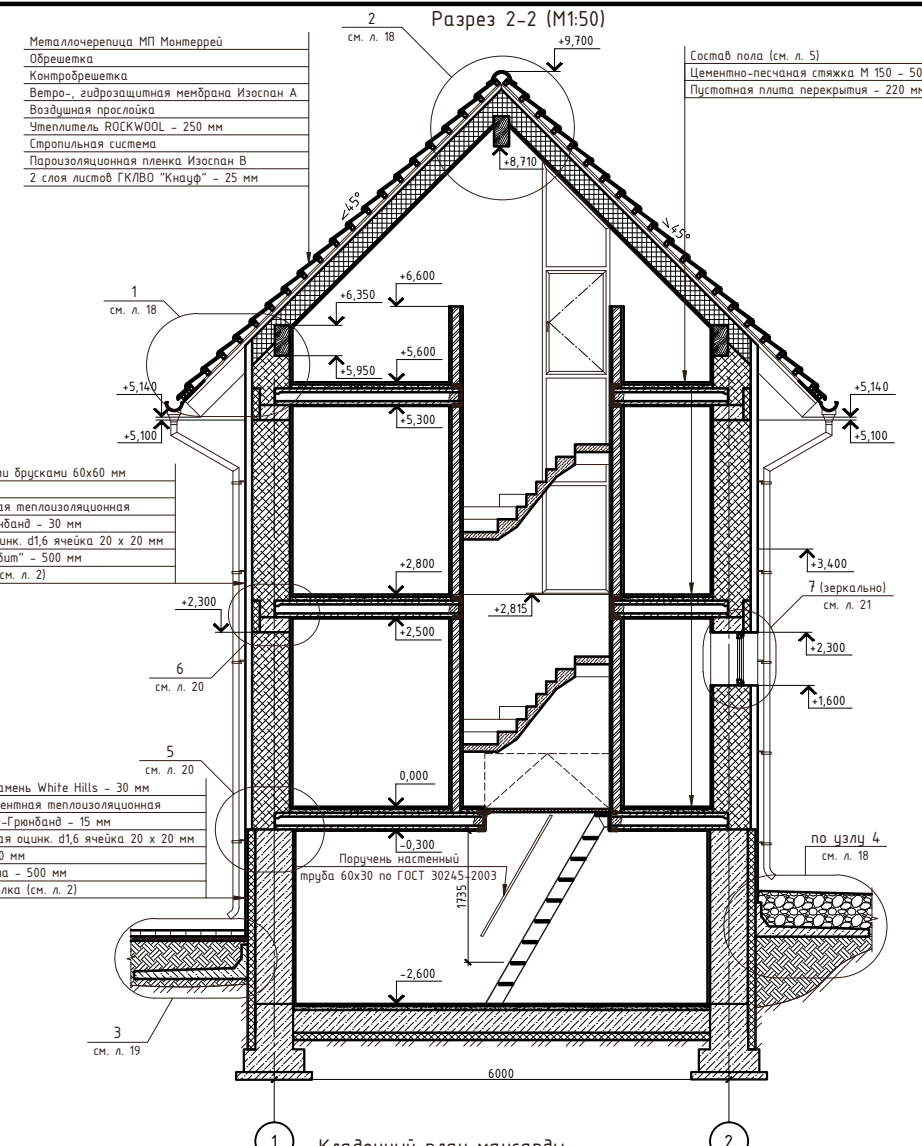 Разрез 2-2 (М1:50)
2
см. л. 18
+9,700
Металлочерепица МП Монтеррей
Обрешетка
Контробрешетка
Ветро-, гидрозащитная мембрана Изоспан А
Воздушная прослойка
Утеплитель ROCKWOOL - 250 мм
Стропильная система
Пароизоляционная пленка Изоспан В
2 слоя листов ГКЛВО "Кнауф" - 25 мм
Состав пола (см. л. 5)
Цементно-песчаная стяжка М 150 - 50
Пустотная плита перекрытия - 220 мм
+8,710
<45°
<45°
1
см. л. 18
+6,600
+6,350
+5,950
+5,600
+5,300
+5,140
+5,100
+5,140
+5,100
ми брусками 60x60 мм
ая теплоизоляционная
нбанд - 30 мм
цинк. d1,6 ячейка 20 x 20 мм
бит" - 500 мм
см. л. 2)
+2,800
+2,815
+3,400
7 (зеркально)
см. л. 21
+2,300
+2,500
+2,300
+1,600
6
см. л. 20
5
см. л. 20
амень White Hills - 30 мм
ентная теплоизоляционная
-Грюнбанд - 15 мм
ая оцинк. d1,6 ячейка 20 x 20 мм
0 мм
на - 500 мм
лка (см. л. 2)
0,000
-0,300
Поручень настенный
труба 60x30 по ГОСТ 30245-2003
1735
по узлу 4
см. л. 18
-2,600
3
см. л. 19
6000
1
Кладочный план мансарды
2